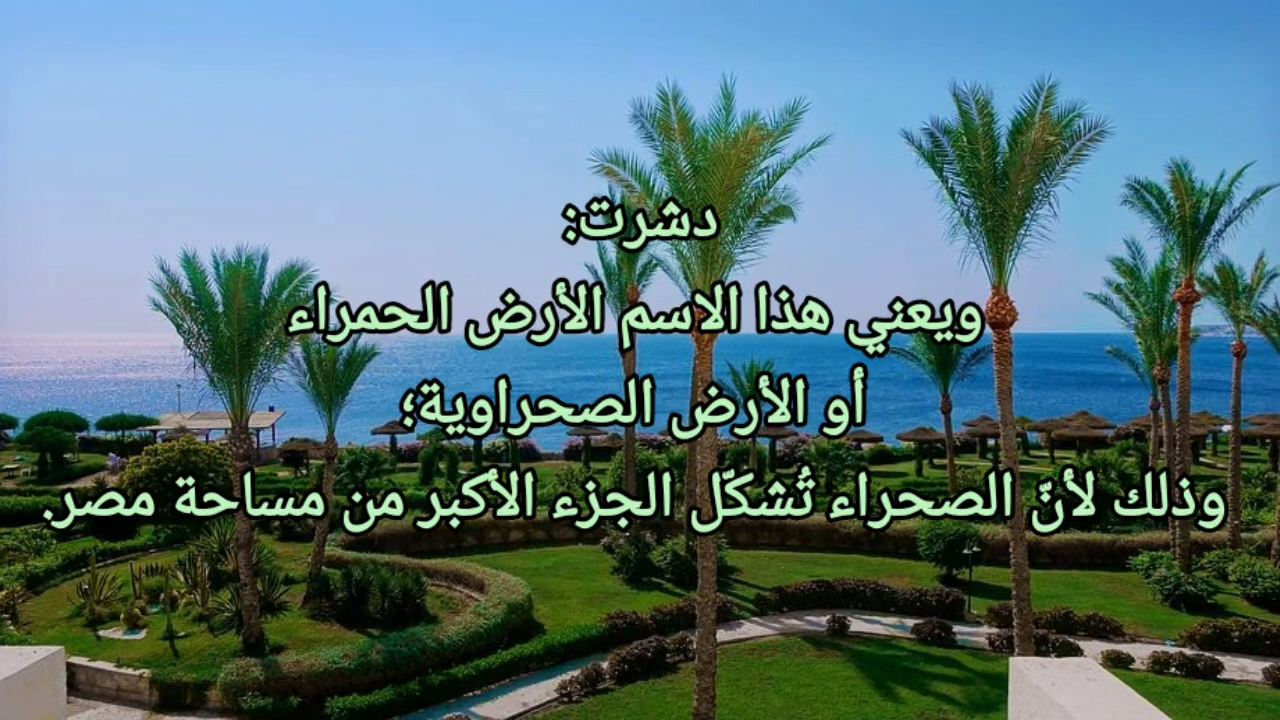 دشرت:
ويعني هذا الاسم الأرض الحمراء
أو الأرض الصحراوية؛
وذلك لأنّ الصحراء تُشكّل الجزء الأكبر من مساحة مصر.